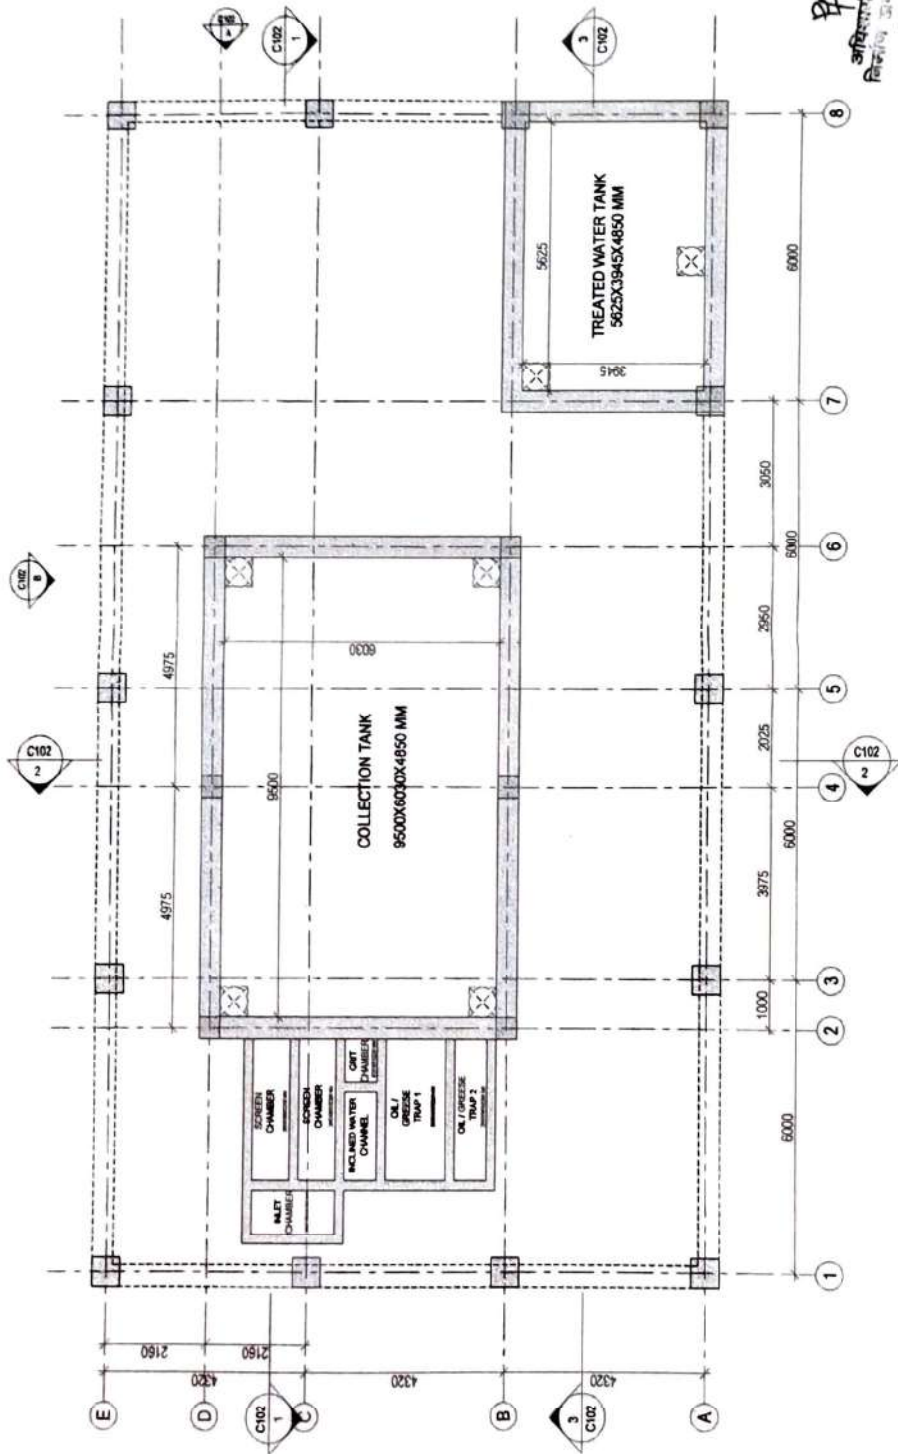 C102
A
C102
1
3
C102
C102
B
C102
2
C102
2
C102
1
3
C102
E
D
C
B
A
1
2
3
4
5
6
7
8
2160
2160
4320
4320
4320
4975
4975
9500
6030
COLLECTION TANK
9500X6030X4850 MM
5625
3945
TREATED WATER TANK
5625X3945X4850 MM
SCREEN
CHAMBER
SCREEN
CHAMBER
GRIT
CHAMBER
INCLINED WATER
CHANNEL
OIL /
GREESE
TRAP 1
OIL / GREESE
TRAP 2
INLET
CHAMBER
1000
3975
2025
2950
3050
6000
6000
6000
6000